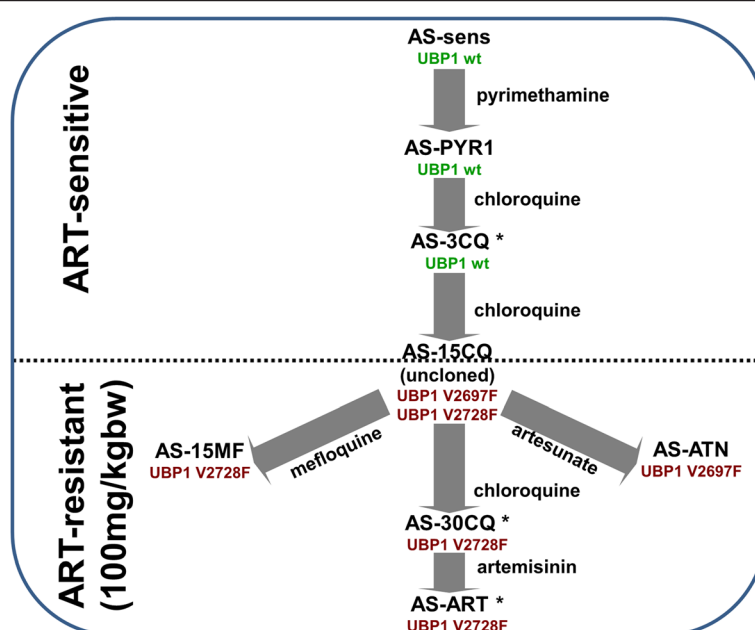 AS-sens
UBP1 wt
pyrimethamine
AS-PYR1
UBP1 wt
chloroquine
AS-3CQ *
UBP1 wt
chloroquine
ART-sensitive
AS-15CQ
(uncloned)
UBP1 V2697F
UBP1 V2728F
mefloquine
artesunate
AS-15MF
UBP1 V2728F
AS-ATN
UBP1 V2697F
chloroquine
AS-30CQ *
UBP1 V2728F
artemisinin
AS-ART *
UBP1 V2728F
ART-resistant
(100mg/kgbw)